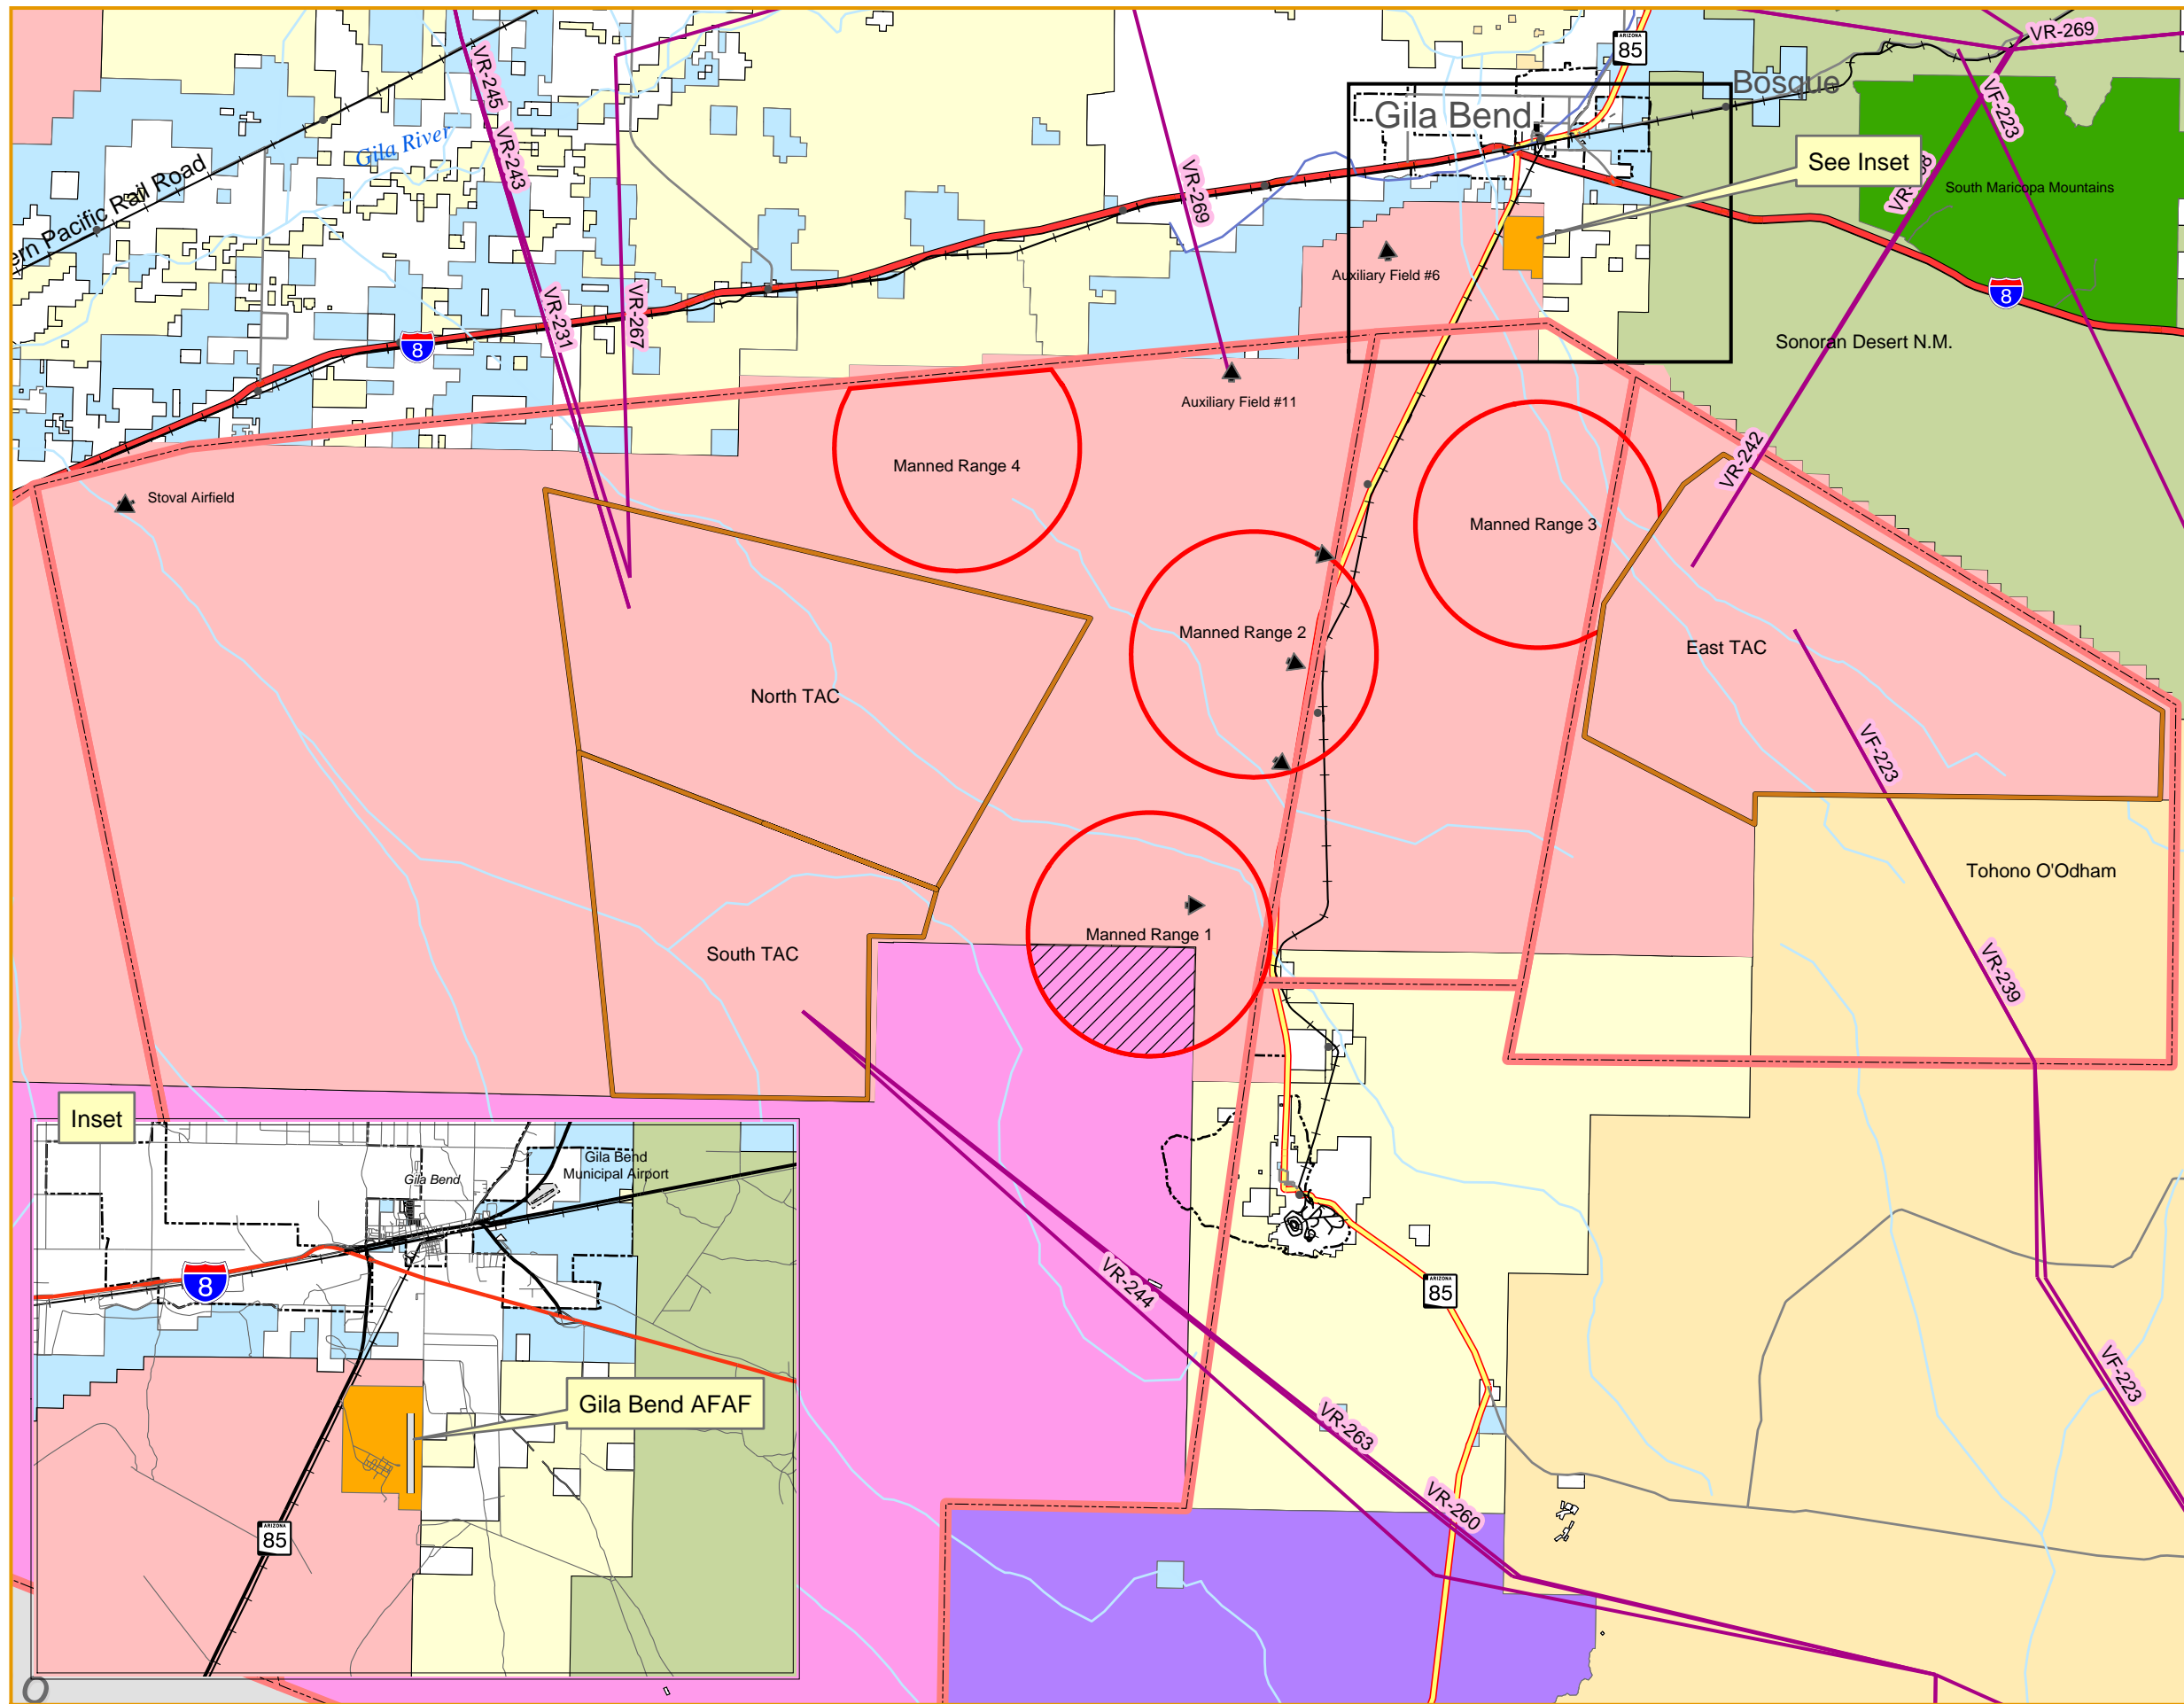 VR-269
ARIZONA
85
VR-245
Bosque
Gila Bend
VF-223
Gila River
VR-243
See Inset
ern Pacific Rail Road
South Maricopa Mountains
VR-269
Auxiliary Field #6
8
VR-231
VR-267
8
Sonoran Desert N.M.
Auxiliary Field #11
VR-242
Manned Range 4
Stoval Airfield
Manned Range 3
Manned Range 2
East TAC
North TAC
VF-223
Tohono O'Odham
Manned Range 1
South TAC
VR-239
Inset
Gila Bend
Municipal Airport
Gila Bend
8
VR-244
ARIZONA
85
VF-223
Gila Bend AFAF
VR-263
VR-260
ARIZONA
85